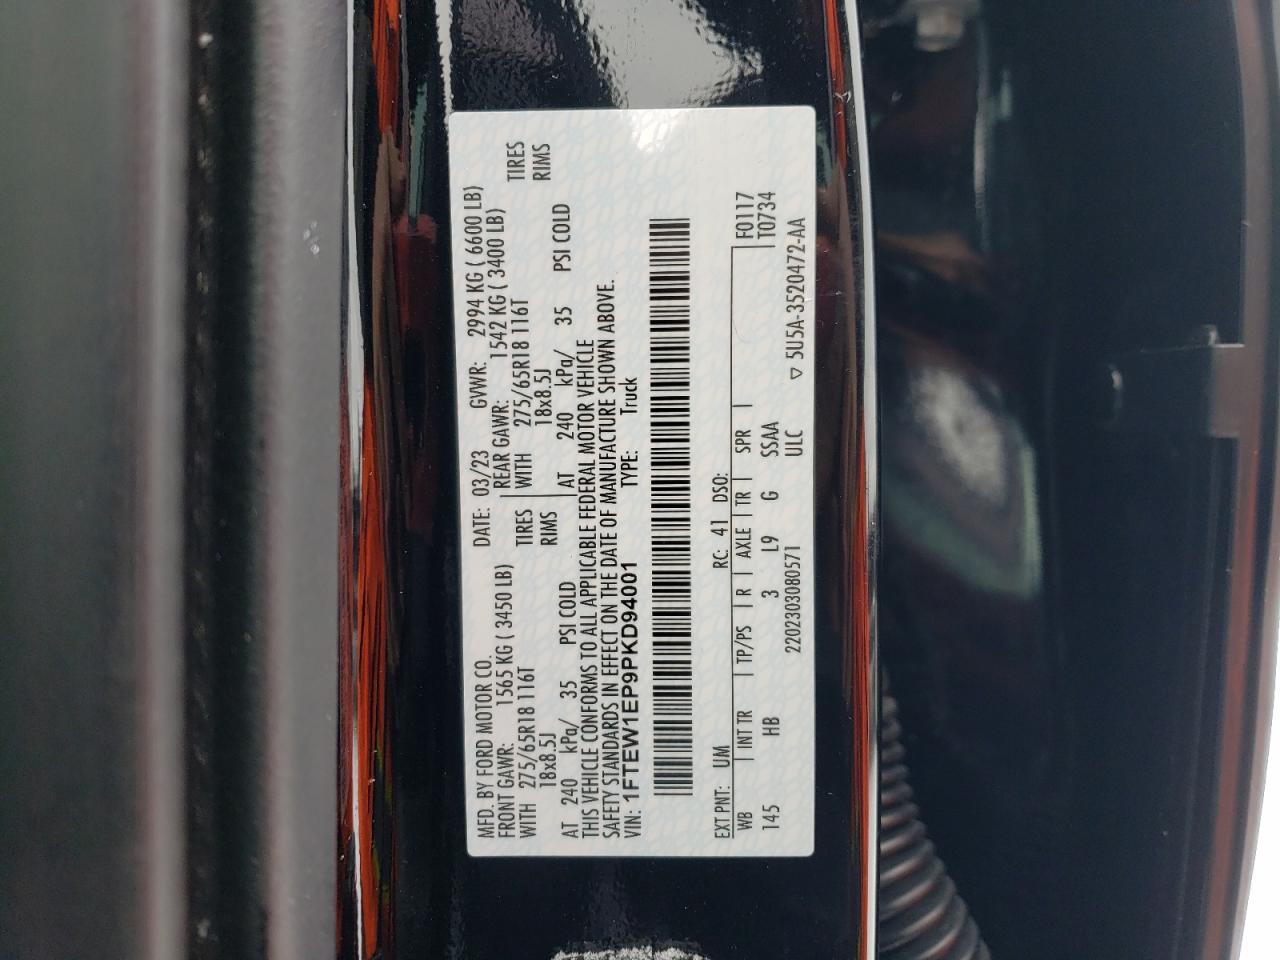 MFD. BY FORD MOTOR CO. DATE: 03/23 GVWR: 2994 KG ( 6600 LB)
FRONT GAWR: 1565 KG ( 3450 LB) REAR GAWR: 1542 KG ( 3400 LB)
WITH 275/65R18 116T TIRES WITH 275/65R18 116T TIRES
18x8.5J RIMS 18x8.5J RIMS
AT 240 kPa/ 35 PSI COLD AT 240 kPa/ 35 PSI COLD
THIS VEHICLE CONFORMS TO ALL APPLICABLE FEDERAL MOTOR VEHICLE
SAFETY STANDARDS IN EFFECT ON THE DATE OF MANUFACTURE SHOWN ABOVE.
VIN: 1FTEW1EP9PKD94001 TYPE: Truck
EXT PNT: UM RC: 41 DSO:
WB INT TR TP/PS R AXLE TR SPR F0117
145 HB 3 L9 G SSAA T0734
2202303080571 ULC ▽ 5U5A-3520472-AA